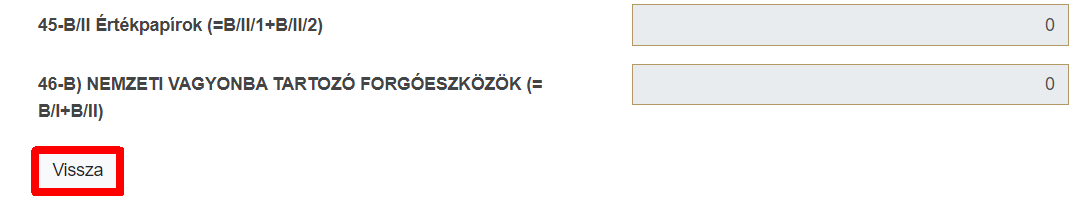 45-B/II Értékpapírok (=B/II/1+B/II/2)
0
46-B) NEMZETI VAGYONBA TARTOZÓ FORGÓESZKÖZÖK (=
B/I+B/II)
0
Vissza